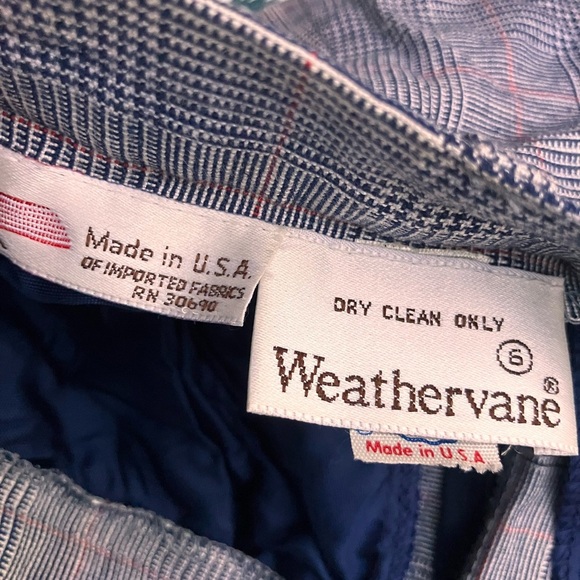 Made in U.S.A.
OF IMPORTED FABRICS
RN 30690
DRY CLEAN ONLY
6
Weathervane®
Made in U.S.A.